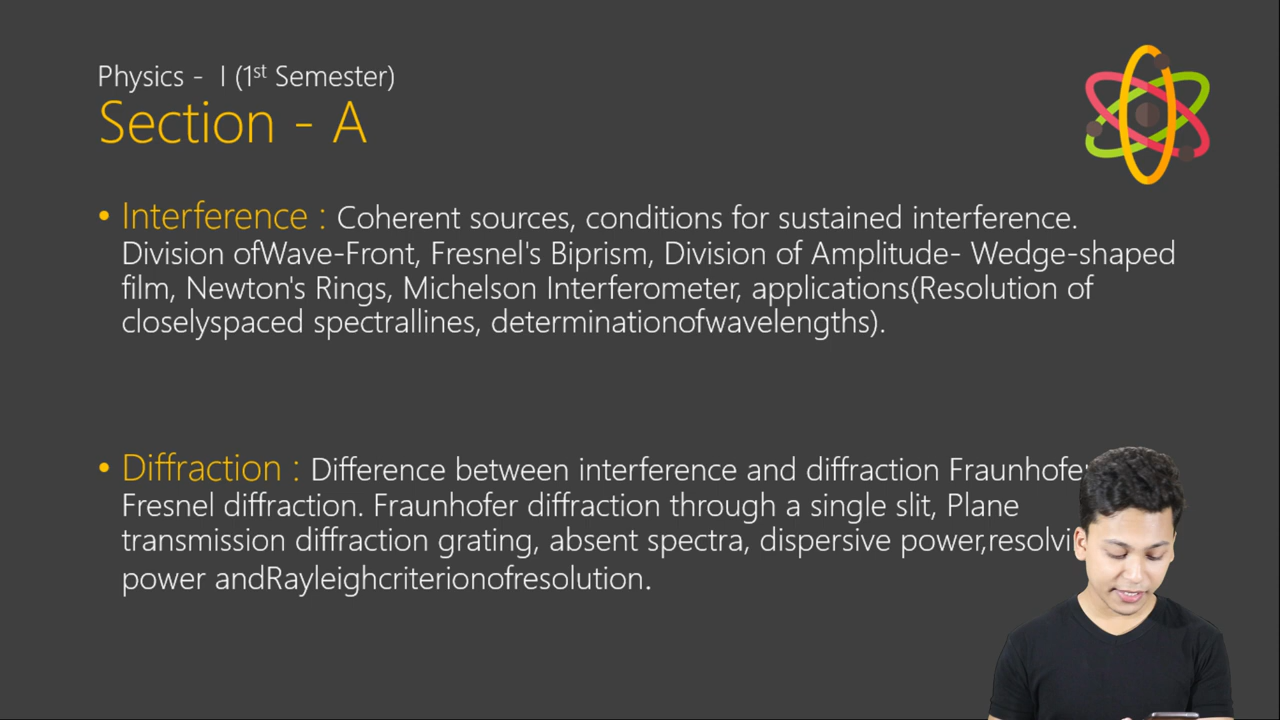 Physics - I (1st Semester)
Section - A
• Interference : Coherent sources, conditions for sustained interference.
Division ofWave-Front, Fresnel's Biprism, Division of Amplitude- Wedge-shaped
film, Newton's Rings, Michelson Interferometer, applications(Resolution of
closelyspaced spectrallines, determinationofwavelengths).
• Diffraction : Difference between interference and diffraction
Fresnel diffraction. Fraunhofer diffraction through a single slit, Plane
transmission diffraction grating, absent spectra, dispersive power,
power andRayleighcriterionofresolution.